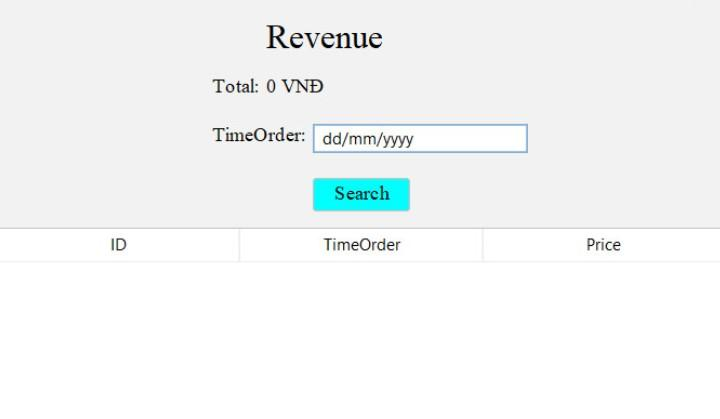 Revenue
Total: 0 VNĐ
TimeOrder: dd/mm/yyyy
Search
ID TimeOrder Price